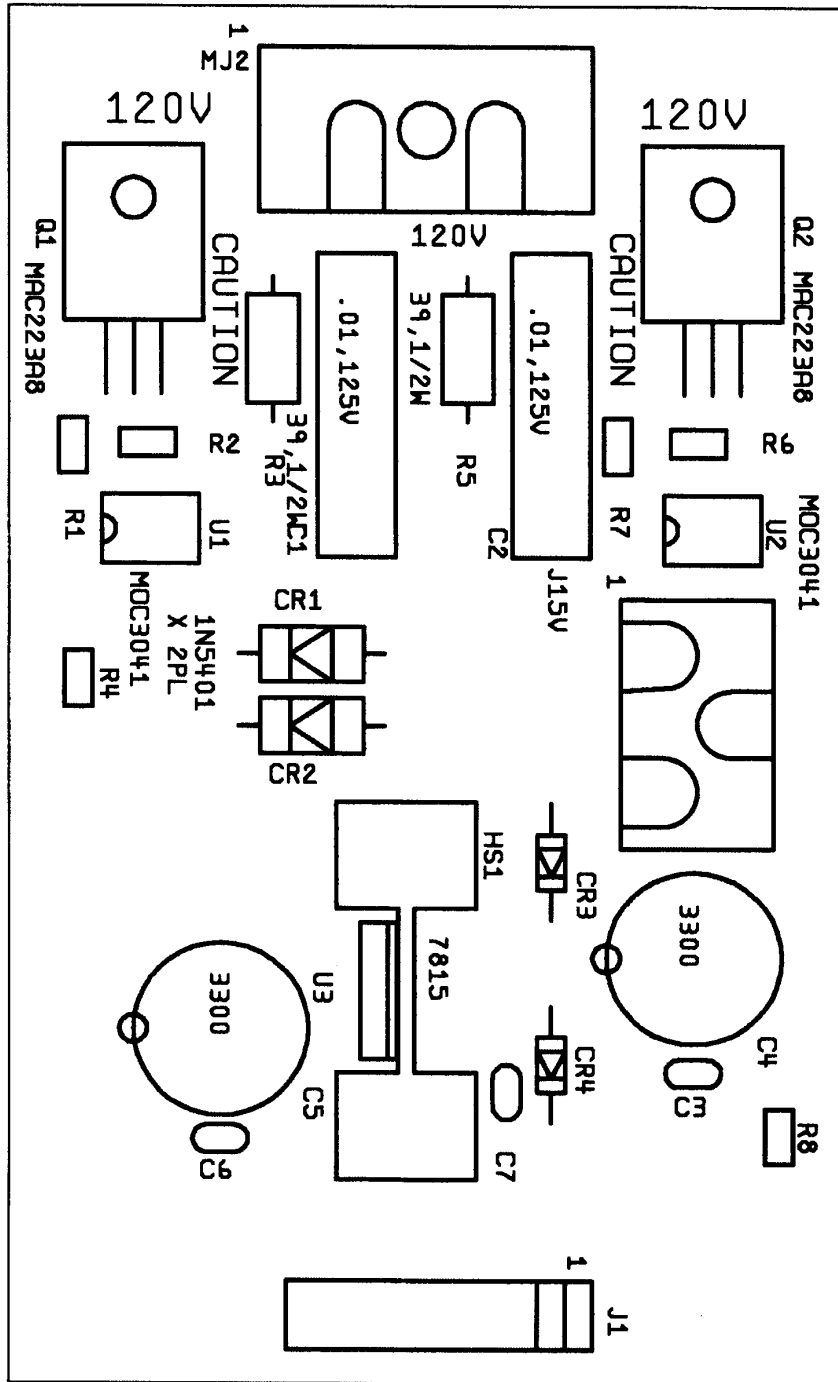 1
MJ2
120V
120V
120V
Q1 MAC223A8
CAUTION
.01,125V
39,1/2W
.01,125V
CAUTION
Q2 MAC223A8
R2
R3
39,1/2W
C1
R5
C2
R6
R1
U1
R7
U2
MOC3041
MOC3041
J15V
1
CR1
1N5401
X 2PL
R4
CR2
HS1
CR3
7815
U3
3300
3300
C4
CR4
C5
C3
C6
C7
R8
1
J1